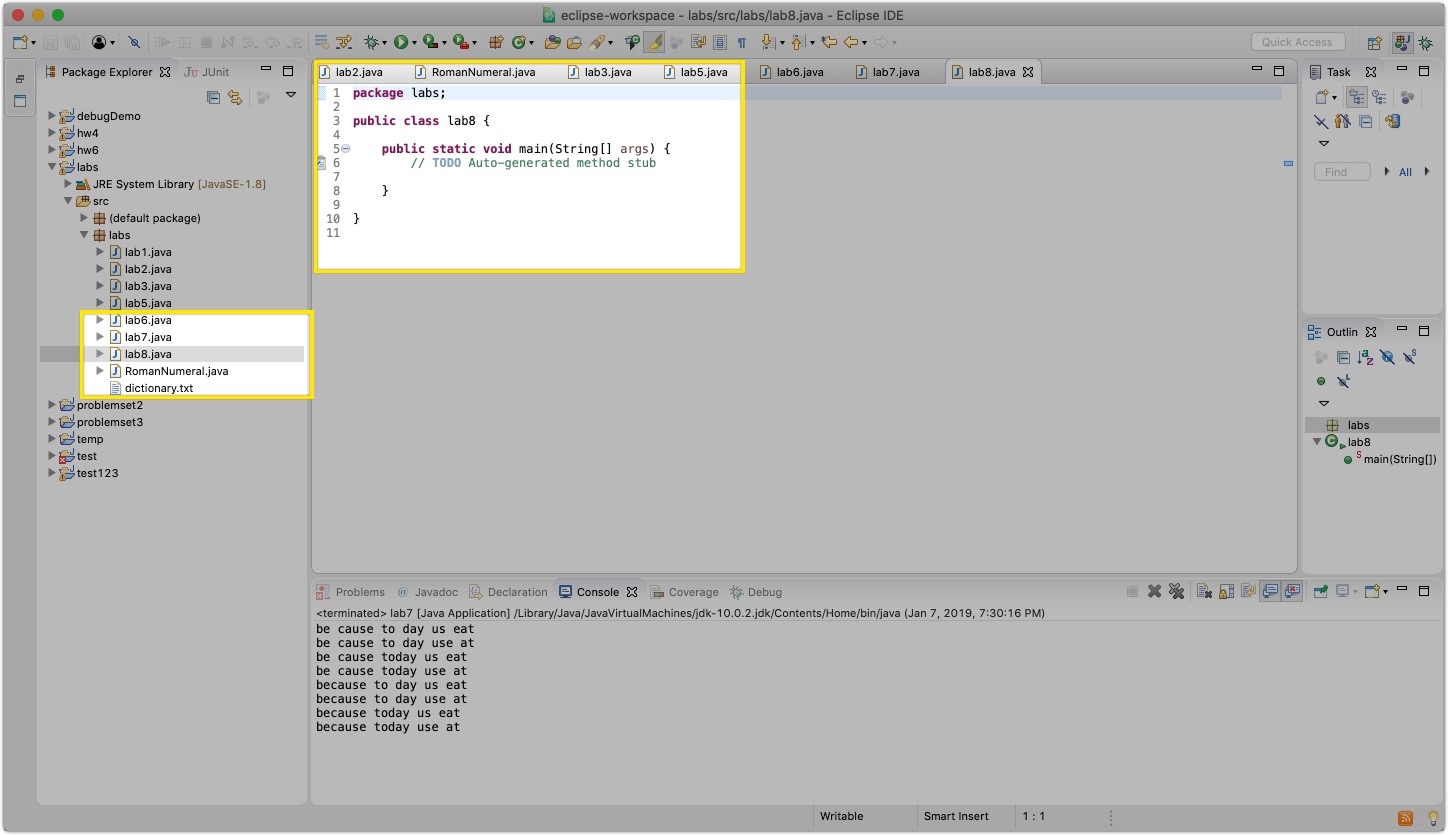 eclipse-workspace - labs/src/labs/lab8.java - Eclipse IDE
Quick Access
Package Explorer
JUnit
debugDemo
hw4
hw6
labs
JRE System Library [JavaSE-1.8]
src
(default package)
labs
lab1.java
lab2.java
lab3.java
lab5.java
lab6.java
lab7.java
lab8.java
RomanNumeral.java
dictionary.txt
problemset2
problemset3
temp
test
test123
lab2.java RomanNumeral.java lab3.java lab5.java lab6.java lab7.java lab8.java
1 package labs;
2
3 public class lab8 {
4
5 public static void main(String[] args) {
6 // TODO Auto-generated method stub
7
8 }
9
10 }
11
Task
Find All
Outlin
labs
lab8
main(String[])
Problems @ Javadoc Declaration Console Coverage Debug
<terminated> lab7 [Java Application] /Library/Java/JavaVirtualMachines/jdk-10.0.2.jdk/Contents/Home/bin/java (Jan 7, 2019, 7:30:16 PM)
be cause to day us eat
be cause to day use at
be cause today us eat
be cause today use at
because to day us eat
because to day use at
because today us eat
because today use at
Writable Smart Insert 1 : 1